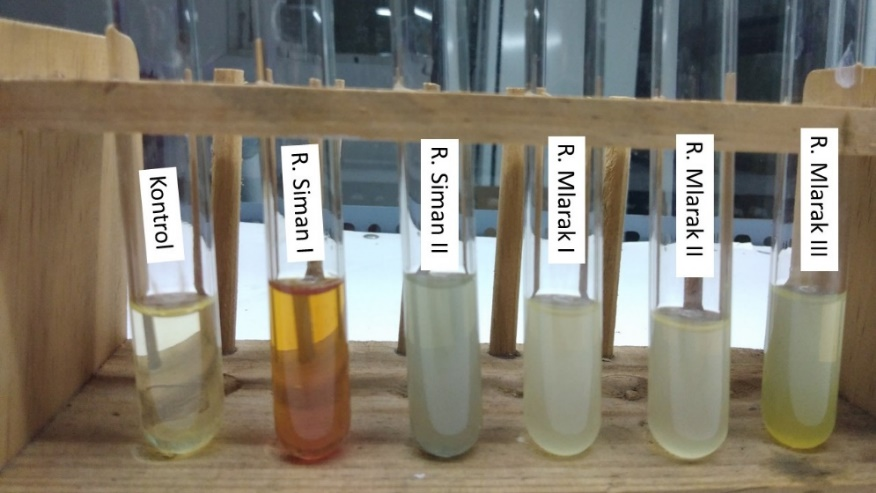 Kontrol
R. Siman I
R. Siman II
R. Mlarak I
R. Mlarak II
R. Mlarak III